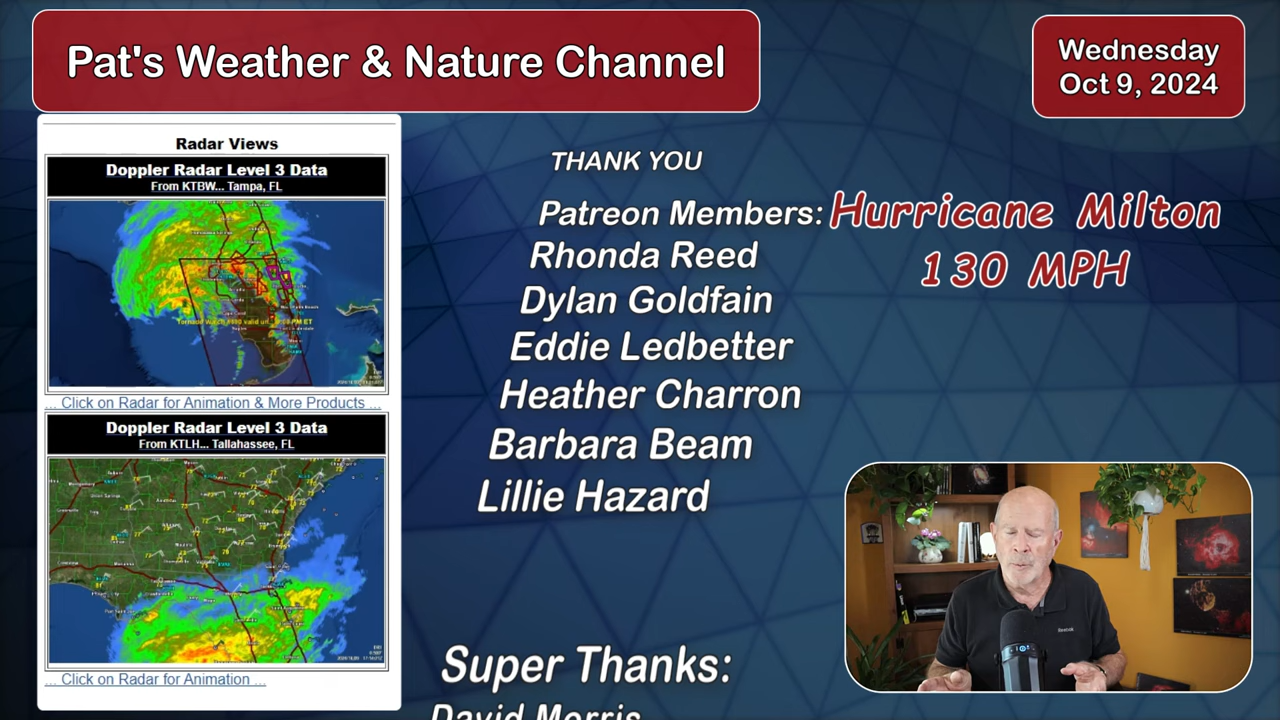 Pat's Weather & Nature Channel
Wednesday
Oct 9, 2024
Radar Views
Doppler Radar Level 3 Data
From KTBW... Tampa, FL
... Click on Radar for Animation & More Products ...
Doppler Radar Level 3 Data
From KTLH... Tallahassee, FL
... Click on Radar for Animation ...
THANK YOU
Patreon Members:
Rhonda Reed
Dylan Goldfain
Eddie Ledbetter
Heather Charron
Barbara Beam
Lillie Hazard
Super Thanks:
David Morris
Hurricane Milton
130 MPH
Reebok